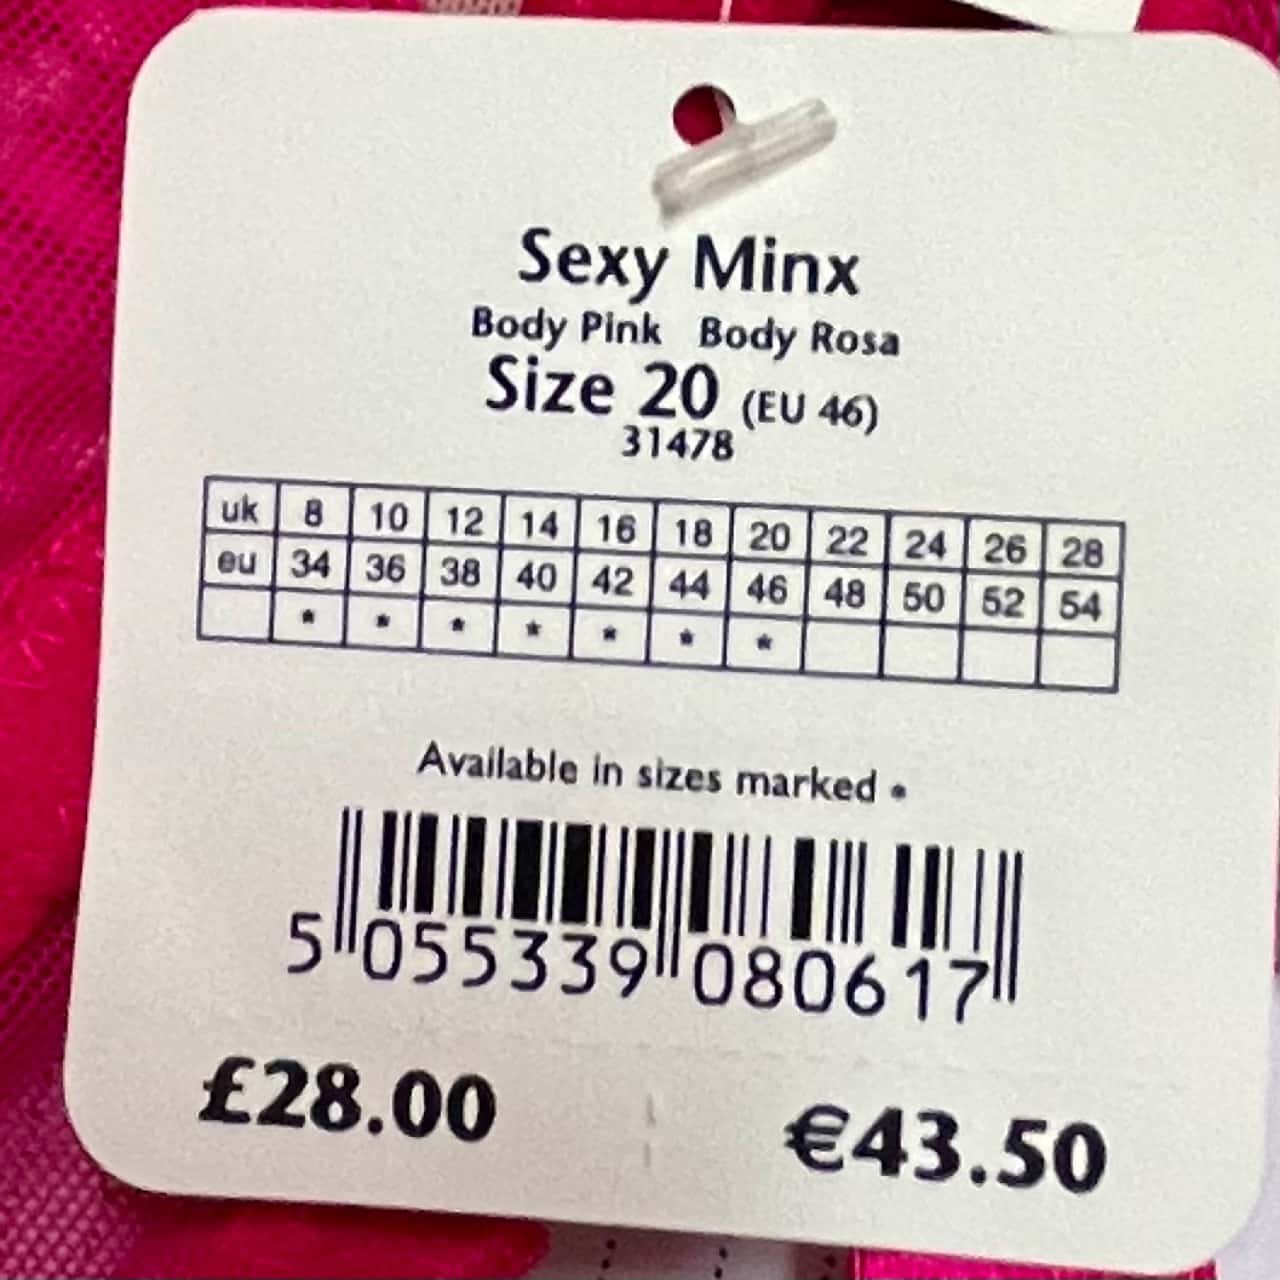 Sexy Minx
Body Pink Body Rosa
Size 20 (EU 46)
31478
uk 8 10 12 14 16 18 20 22 24 26 28
eu 34 36 38 40 42 44 46 48 50 52 54
* * * * * * *
Available in sizes marked *
5 055339 080617
£28.00 €43.50